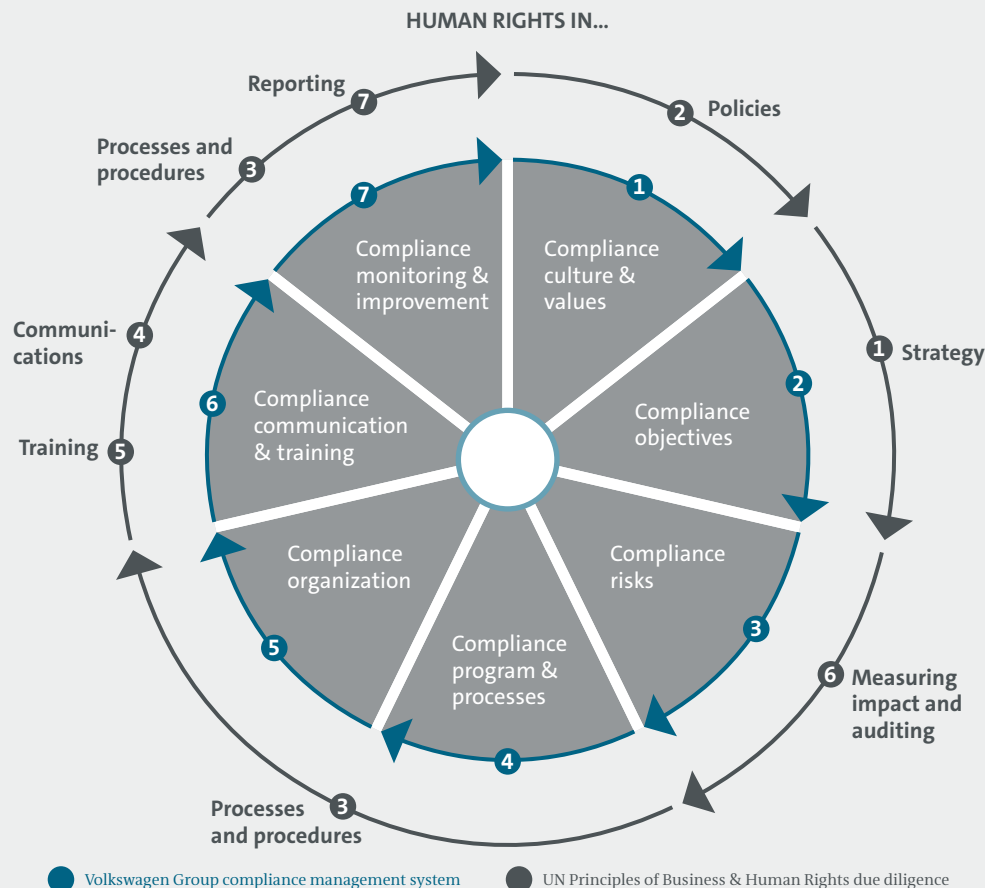 HUMAN RIGHTS IN...
Reporting
7
2
Policies
Processes and
procedures
3
7
1
Compliance
monitoring &
improvement
Compliance
culture &
values
Communi-
cations
4
1
Strategy
6
2
Compliance
communication
& training
Compliance
objectives
Training
5
Compliance
organization
Compliance
risks
5
3
Compliance
program &
processes
6
Measuring
impact and
auditing
4
Processes
and procedures
3
Volkswagen Group compliance management system
UN Principles of Business & Human Rights due diligence